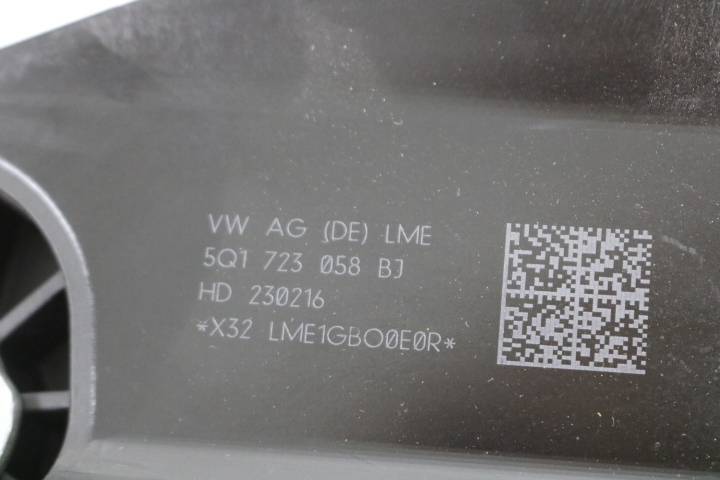 VW AG (DE) LME
5Q1 723 058 BJ
HD 230216
*X32 LME1GBO0E0R*